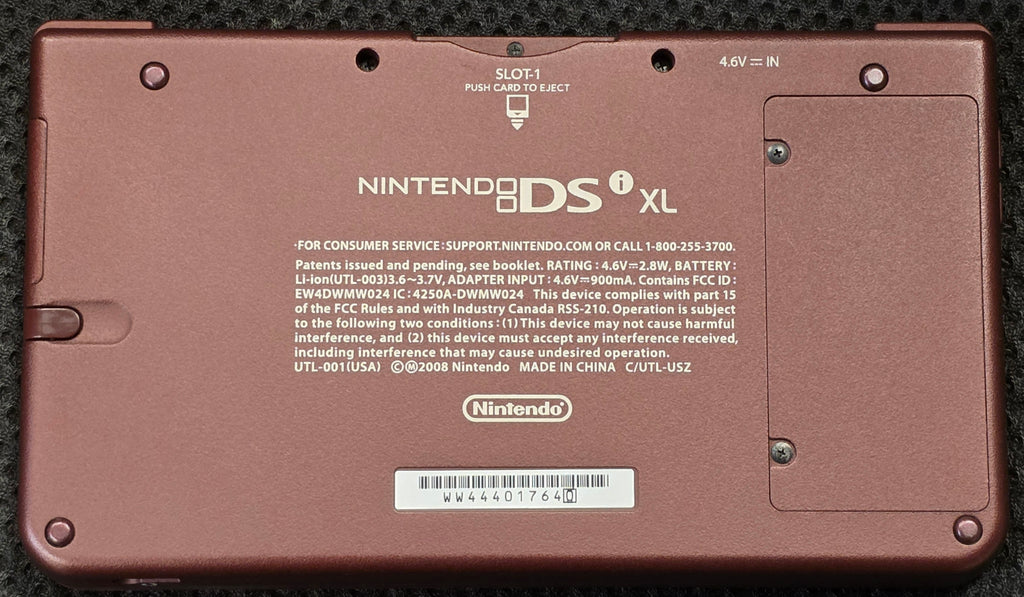 SLOT-1
PUSH CARD TO EJECT
4.6V⎓IN
NINTENDO DSi XL
·FOR CONSUMER SERVICE:SUPPORT.NINTENDO.COM OR CALL 1-800-255-3700.
Patents issued and pending, see booklet. RATING : 4.6V⎓2.8W, BATTERY :
Li-ion(UTL-003)3.6～3.7V, ADAPTER INPUT : 4.6V⎓900mA. Contains FCC ID :
EW4DWMW024 IC : 4250A-DWMW024 This device complies with part 15
of the FCC Rules and with Industry Canada RSS-210. Operation is subject
to the following two conditions : (1) This device may not cause harmful
interference, and (2) this device must accept any interference received,
including interference that may cause undesired operation.
UTL-001(USA) ©Ⓜ2008 Nintendo MADE IN CHINA C/UTL-USZ
Nintendo
WW444017640